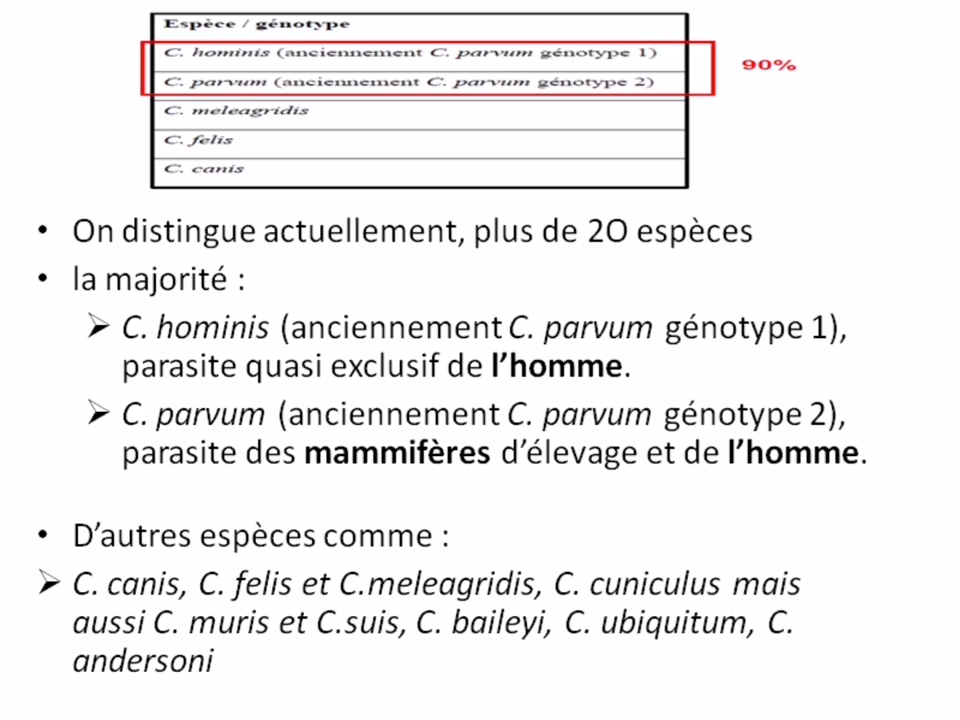 Espèce / génotype
C. hominis (anciennement C. parvum génotype 1)
90%
C. parvum (anciennement C. parvum génotype 2)
C. meleagridis
C. felis
C. canis
• On distingue actuellement, plus de 2O espèces
• la majorité :
➢ C. hominis (anciennement C. parvum génotype 1),
parasite quasi exclusif de l’homme.
➢ C. parvum (anciennement C. parvum génotype 2),
parasite des mammifères d’élevage et de l’homme.
• D’autres espèces comme :
➢ C. canis, C. felis et C.meleagridis, C. cuniculus mais
aussi C. muris et C.suis, C. baileyi, C. ubiquitum, C.
andersoni